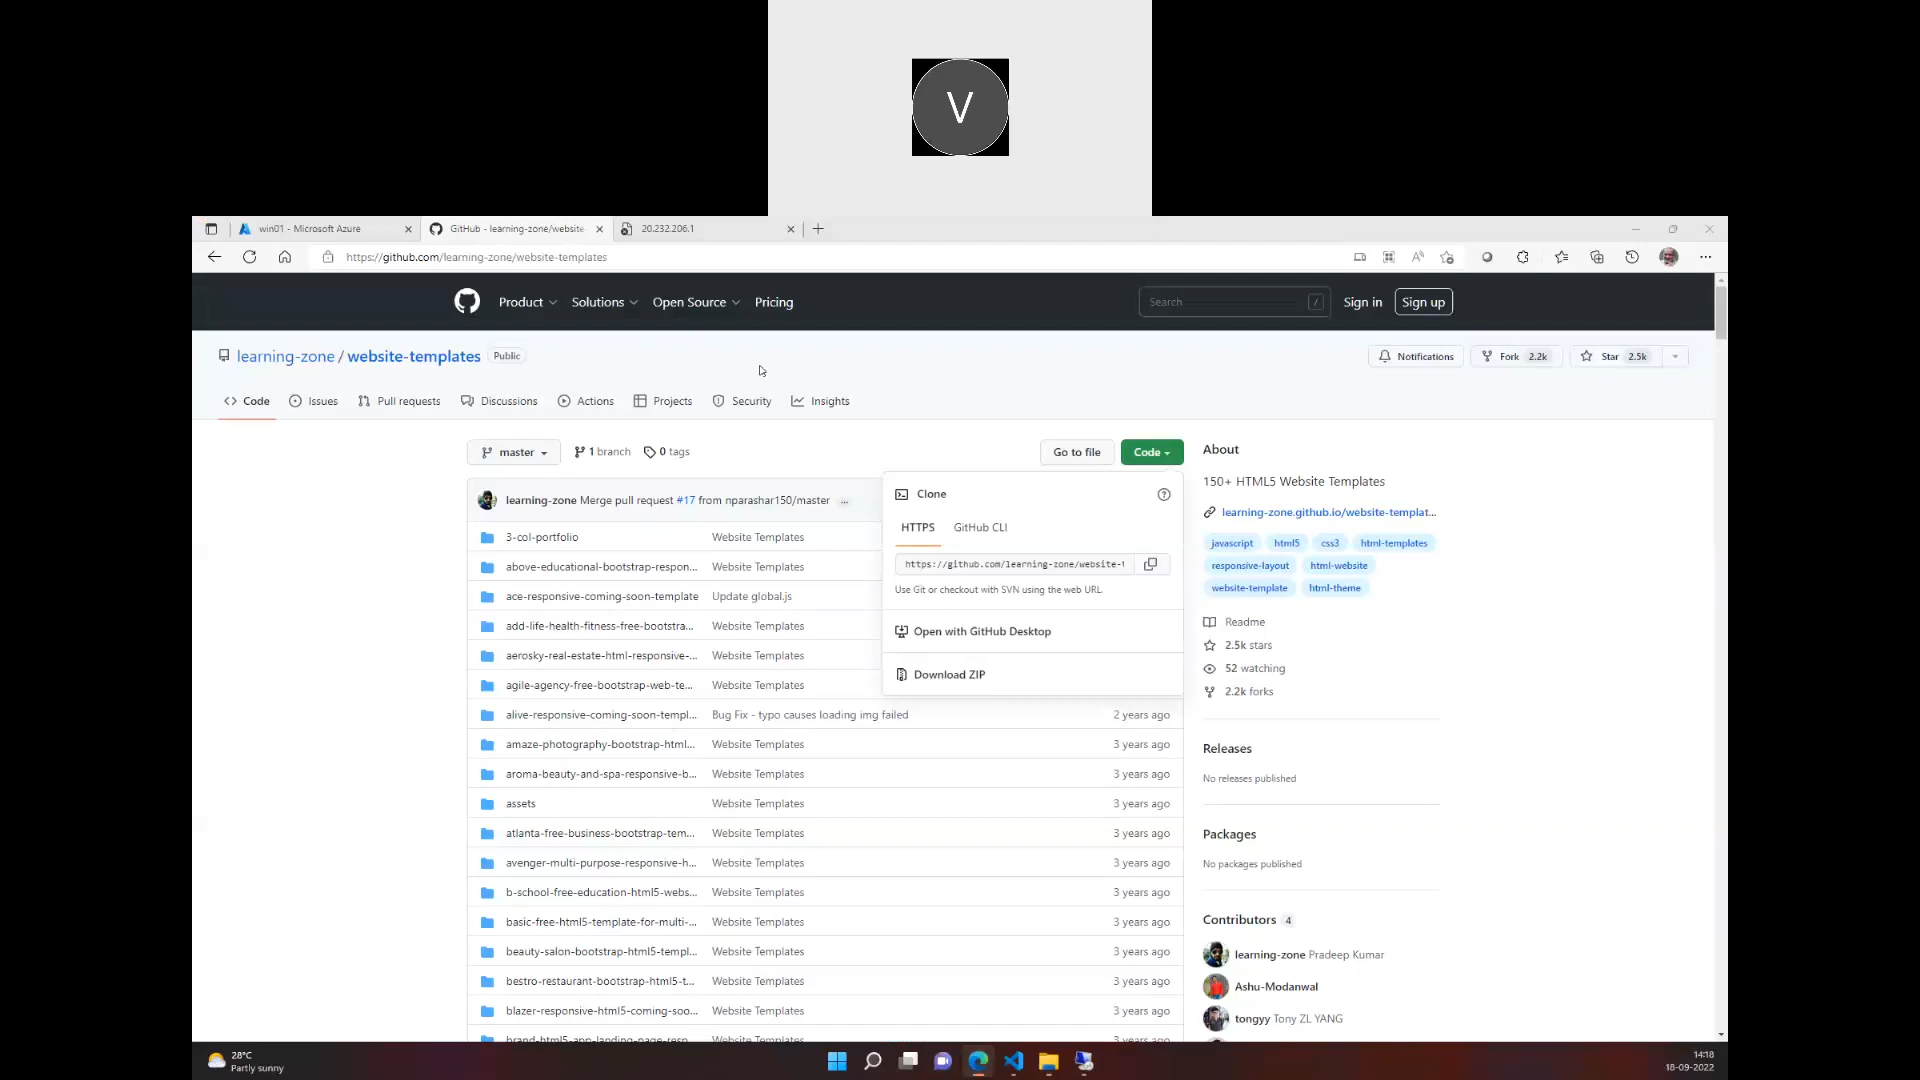 V
win01 - Microsoft Azure
GitHub - learning-zone/website-
20.232.206.1
https://github.com/learning-zone/website-templates
Product
Solutions
Open Source
Pricing
Search
/
Sign in
Sign up
learning-zone / website-templates
Public
Notifications
Fork 2.2k
Star 2.5k
Code
Issues
Pull requests
Discussions
Actions
Projects
Security
Insights
master
1 branch
0 tags
Go to file
Code
learning-zone Merge pull request #17 from nparashar150/master ...
Clone
HTTPS
GitHub CLI
https://github.com/learning-zone/website-t
Use Git or checkout with SVN using the web URL.
Open with GitHub Desktop
Download ZIP
3-col-portfolio Website Templates
above-educational-bootstrap-respon... Website Templates
ace-responsive-coming-soon-template Update global.js
add-life-health-fitness-free-bootstra... Website Templates
aerosky-real-estate-html-responsive-... Website Templates
agile-agency-free-bootstrap-web-te... Website Templates
alive-responsive-coming-soon-templ... Bug Fix - typo causes loading img failed 2 years ago
amaze-photography-bootstrap-html... Website Templates 3 years ago
aroma-beauty-and-spa-responsive-b... Website Templates 3 years ago
assets Website Templates 3 years ago
atlanta-free-business-bootstrap-tem... Website Templates 3 years ago
avenger-multi-purpose-responsive-h... Website Templates 3 years ago
b-school-free-education-html5-webs... Website Templates 3 years ago
basic-free-html5-template-for-multi-... Website Templates 3 years ago
beauty-salon-bootstrap-html5-templ... Website Templates 3 years ago
bestro-restaurant-bootstrap-html5-t... Website Templates 3 years ago
blazer-responsive-html5-coming-soo... Website Templates 3 years ago
brand-html5-app-landing-page-resp... Website Templates 3 years ago
About
150+ HTML5 Website Templates
learning-zone.github.io/website-templat...
javascript html5 css3 html-templates
responsive-layout html-website
website-template html-theme
Readme
2.5k stars
52 watching
2.2k forks
Releases
No releases published
Packages
No packages published
Contributors 4
learning-zone Pradeep Kumar
Ashu-Modanwal
tongyy Tony ZL YANG
28°C
Partly sunny
14:18
18-09-2022